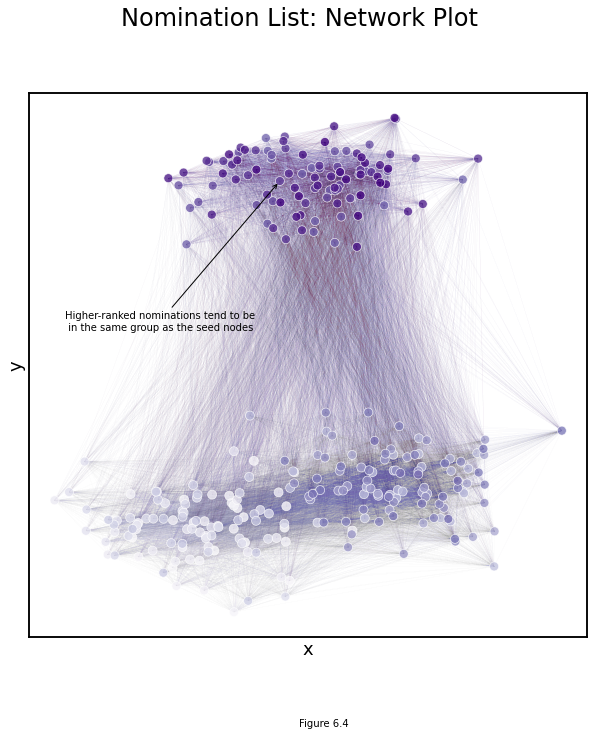 Nomination List: Network Plot
Higher-ranked nominations tend to be
in the same group as the seed nodes
y
x
Figure 6.4